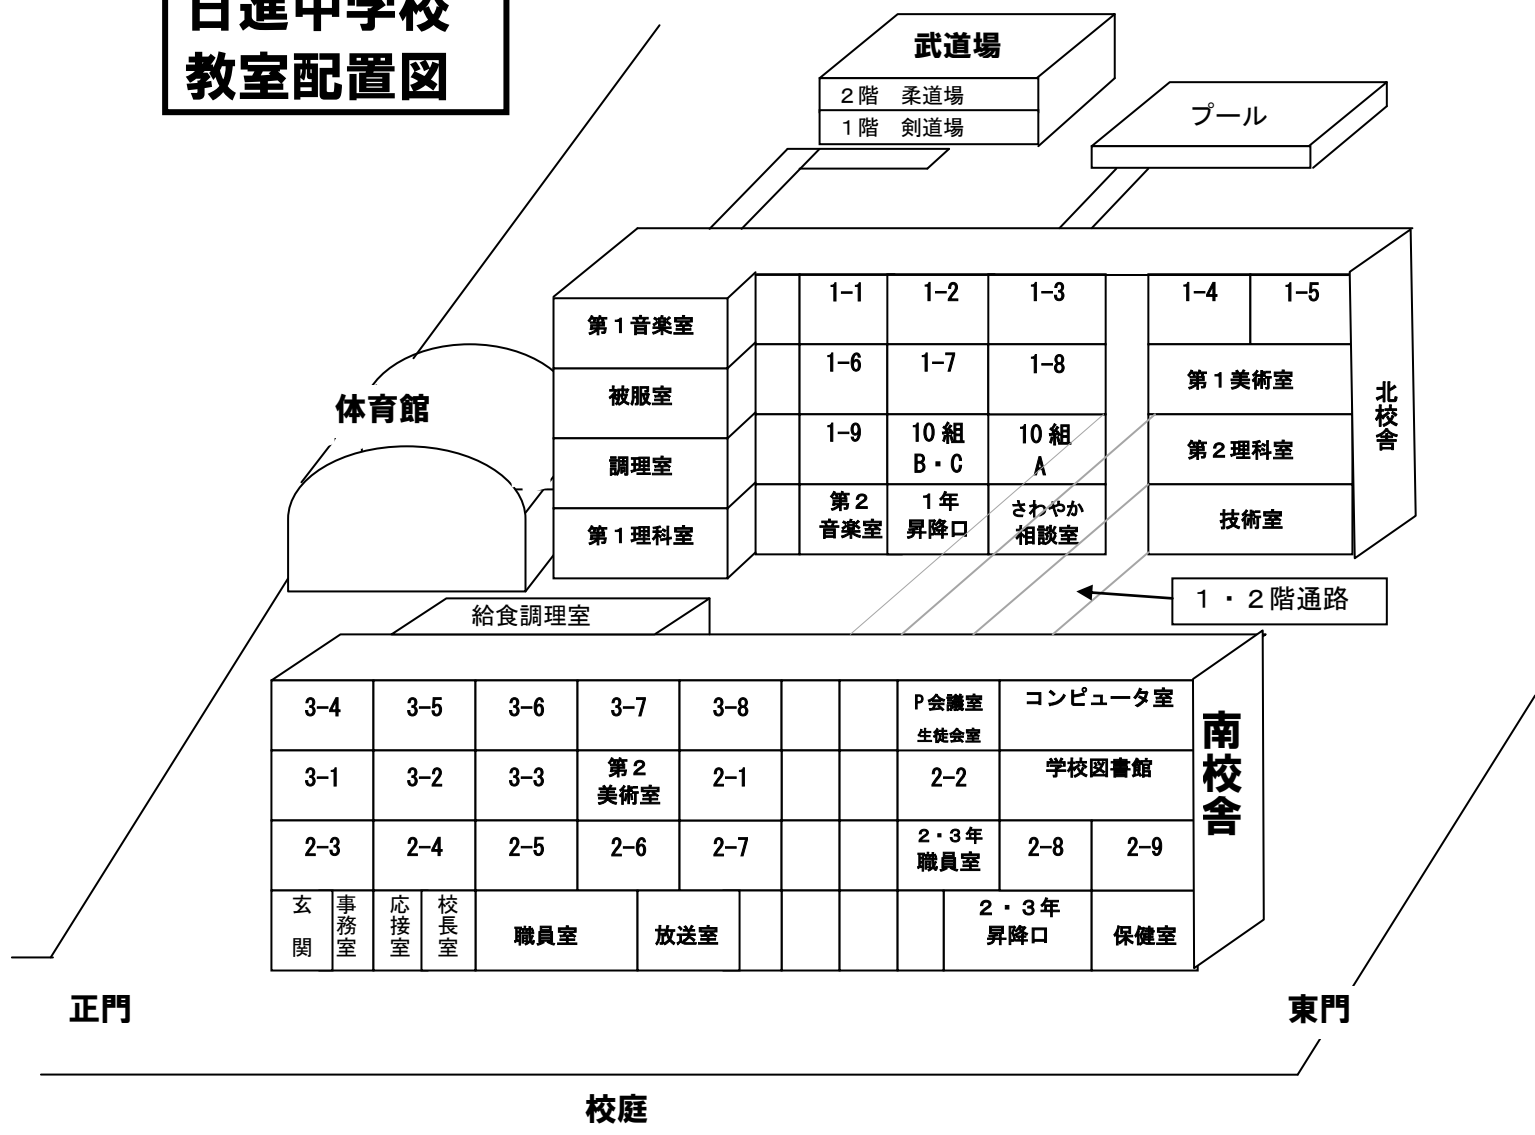 日進中学校
教室配置図
武道場
2階 柔道場
1階 剣道場
プール
1-1 1-2 1-3 1-4 1-5
第1音楽室
1-6 1-7 1-8 第1美術室
被服室
体育館
1-9 10組 10組
B・C A
第2理科室
北校舎
調理室
第2 1年 さわやか
音楽室 昇降口 相談室
技術室
第1理科室
1・2階通路
給食調理室
3-4 3-5 3-6 3-7 3-8 P会議室 コンピュータ室
生徒会室
南校舎
3-1 3-2 3-3 第2 2-1 2-2 学校図書館
美術室
2-3 2-4 2-5 2-6 2-7 2・3年 2-8 2-9
職員室
玄関 事務室 応接室 校長室 職員室 放送室 2・3年 保健室
昇降口
正門
東門
校庭